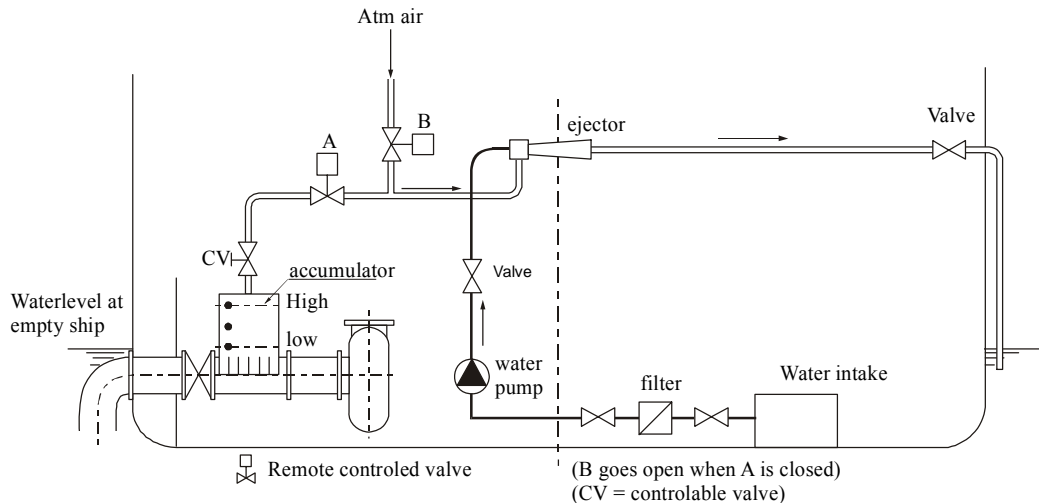 Atm air
A
B
ejector
Valve
CV
accumulator
High
low
Waterlevel at
empty ship
Valve
water
pump
filter
Water intake
Remote controled valve
(B goes open when A is closed)
(CV = controlable valve)